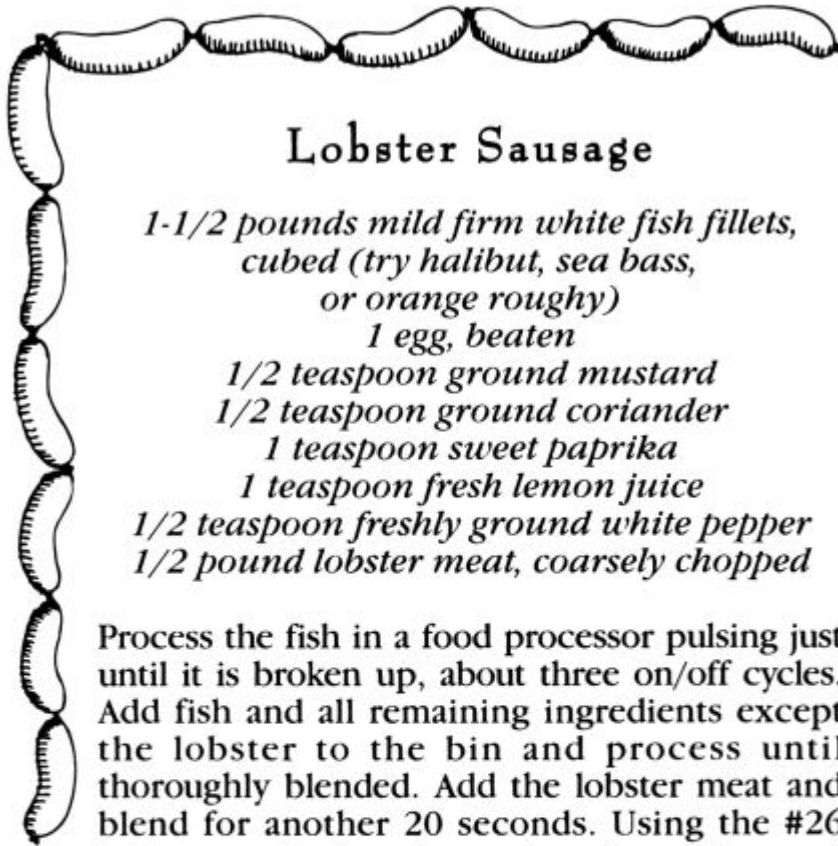 Lobster Sausage
1-1/2 pounds mild firm white fish fillets,
cubed (try halibut, sea bass,
or orange roughy)
1 egg, beaten
1/2 teaspoon ground mustard
1/2 teaspoon ground coriander
1 teaspoon sweet paprika
1 teaspoon fresh lemon juice
1/2 teaspoon freshly ground white pepper
1/2 pound lobster meat, coarsely chopped
Process the fish in a food processor pulsing just
until it is broken up, about three on/off cycles.
Add fish and all remaining ingredients except
the lobster to the bin and process until
thoroughly blended. Add the lobster meat and
blend for another 20 seconds. Using the #26